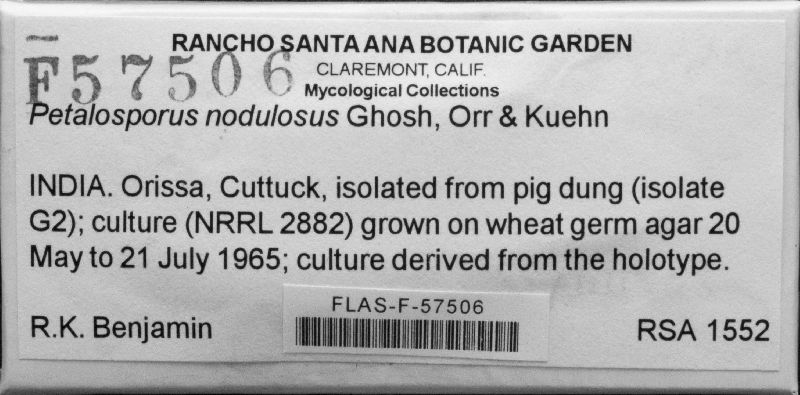 RANCHO SANTA ANA BOTANIC GARDEN
F57506
CLAREMONT, CALIF.
Mycological Collections
Petalosporus nodulosus Ghosh, Orr & Kuehn
INDIA. Orissa, Cuttuck, isolated from pig dung (isolate
G2); culture (NRRL 2882) grown on wheat germ agar 20
May to 21 July 1965; culture derived from the holotype.
FLAS-F-57506
R.K. Benjamin
RSA 1552